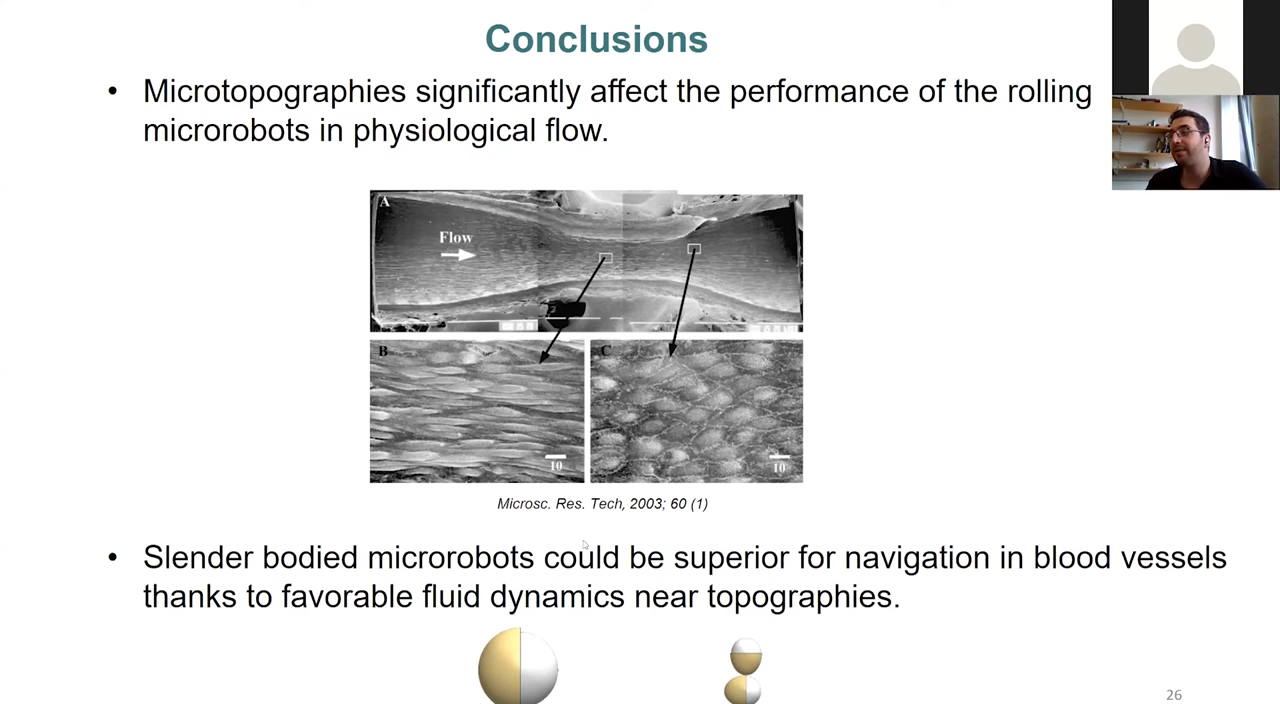 Conclusions
• Microtopographies significantly affect the performance of the rolling
microrobots in physiological flow.
A
Flow
B
C
10
10
Microsc. Res. Tech, 2003; 60 (1)
• Slender bodied microrobots could be superior for navigation in blood vessels
thanks to favorable fluid dynamics near topographies.
26